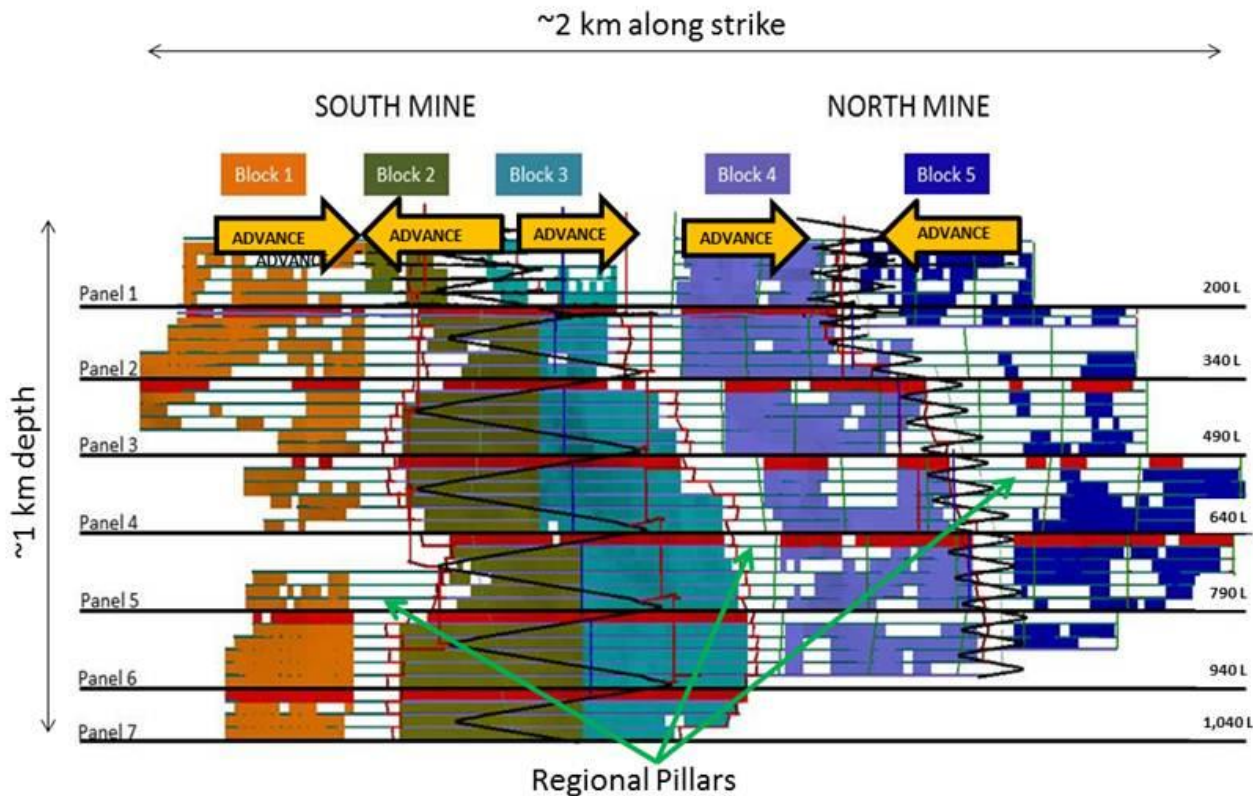 ~2 km along strike
SOUTH MINE
NORTH MINE
Block 1
Block 2
Block 3
Block 4
Block 5
ADVANCE
ADVANCE
ADVANCE
ADVANCE
ADVANCE
ADVANCE
~1 km depth
Panel 1
200 L
Panel 2
340 L
Panel 3
490 L
Panel 4
640 L
Panel 5
790 L
Panel 6
940 L
Panel 7
1,040 L
Regional Pillars